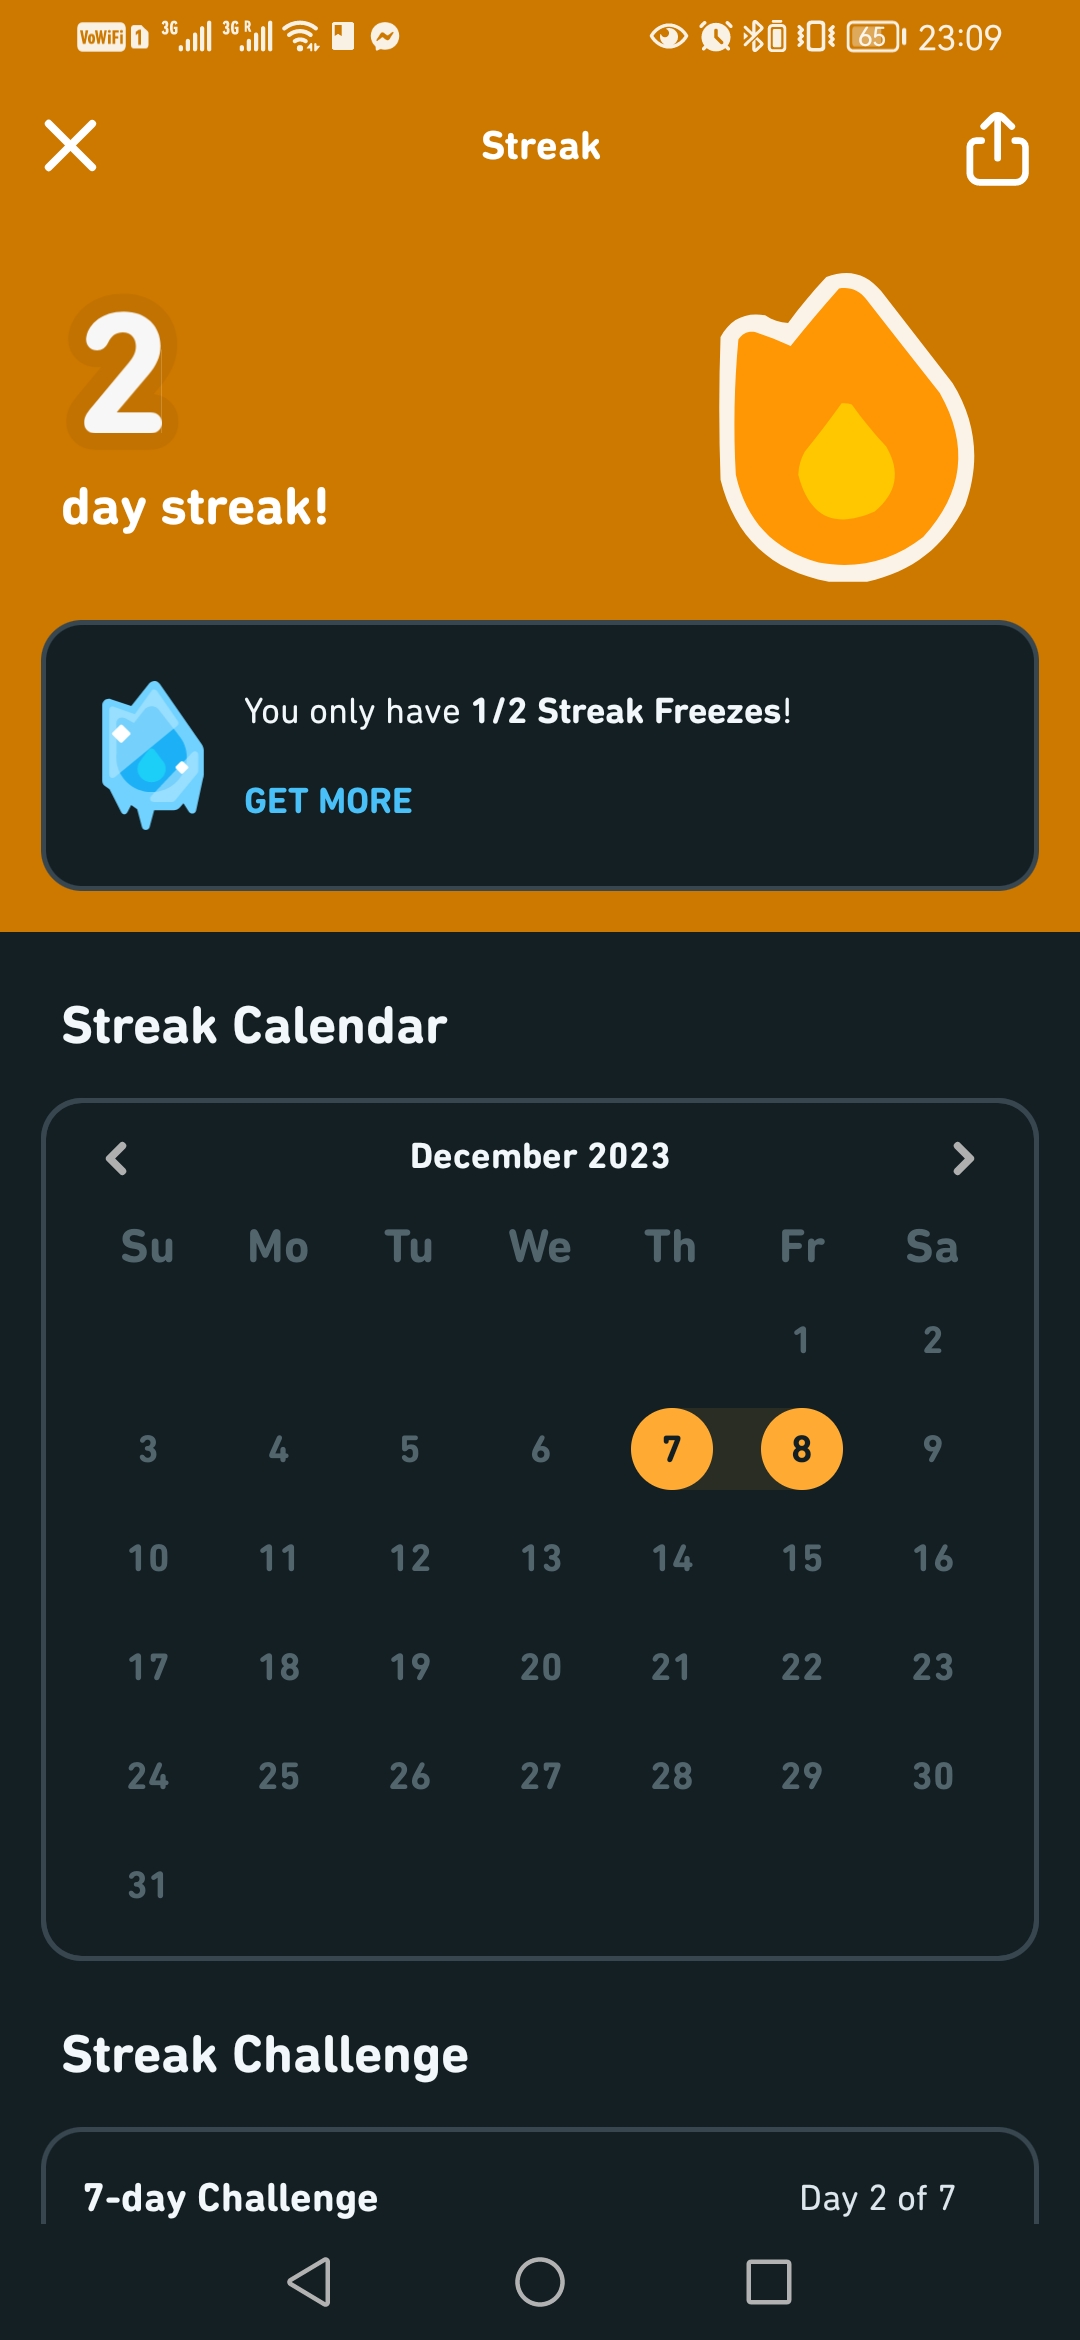 VoWiFi 1 3G 3G R 65 23:09
Streak
2
day streak!
You only have 1/2 Streak Freezes!
GET MORE
Streak Calendar
December 2023
Su Mo Tu We Th Fr Sa
1 2
3 4 5 6 7 8 9
10 11 12 13 14 15 16
17 18 19 20 21 22 23
24 25 26 27 28 29 30
31
Streak Challenge
7-day Challenge Day 2 of 7